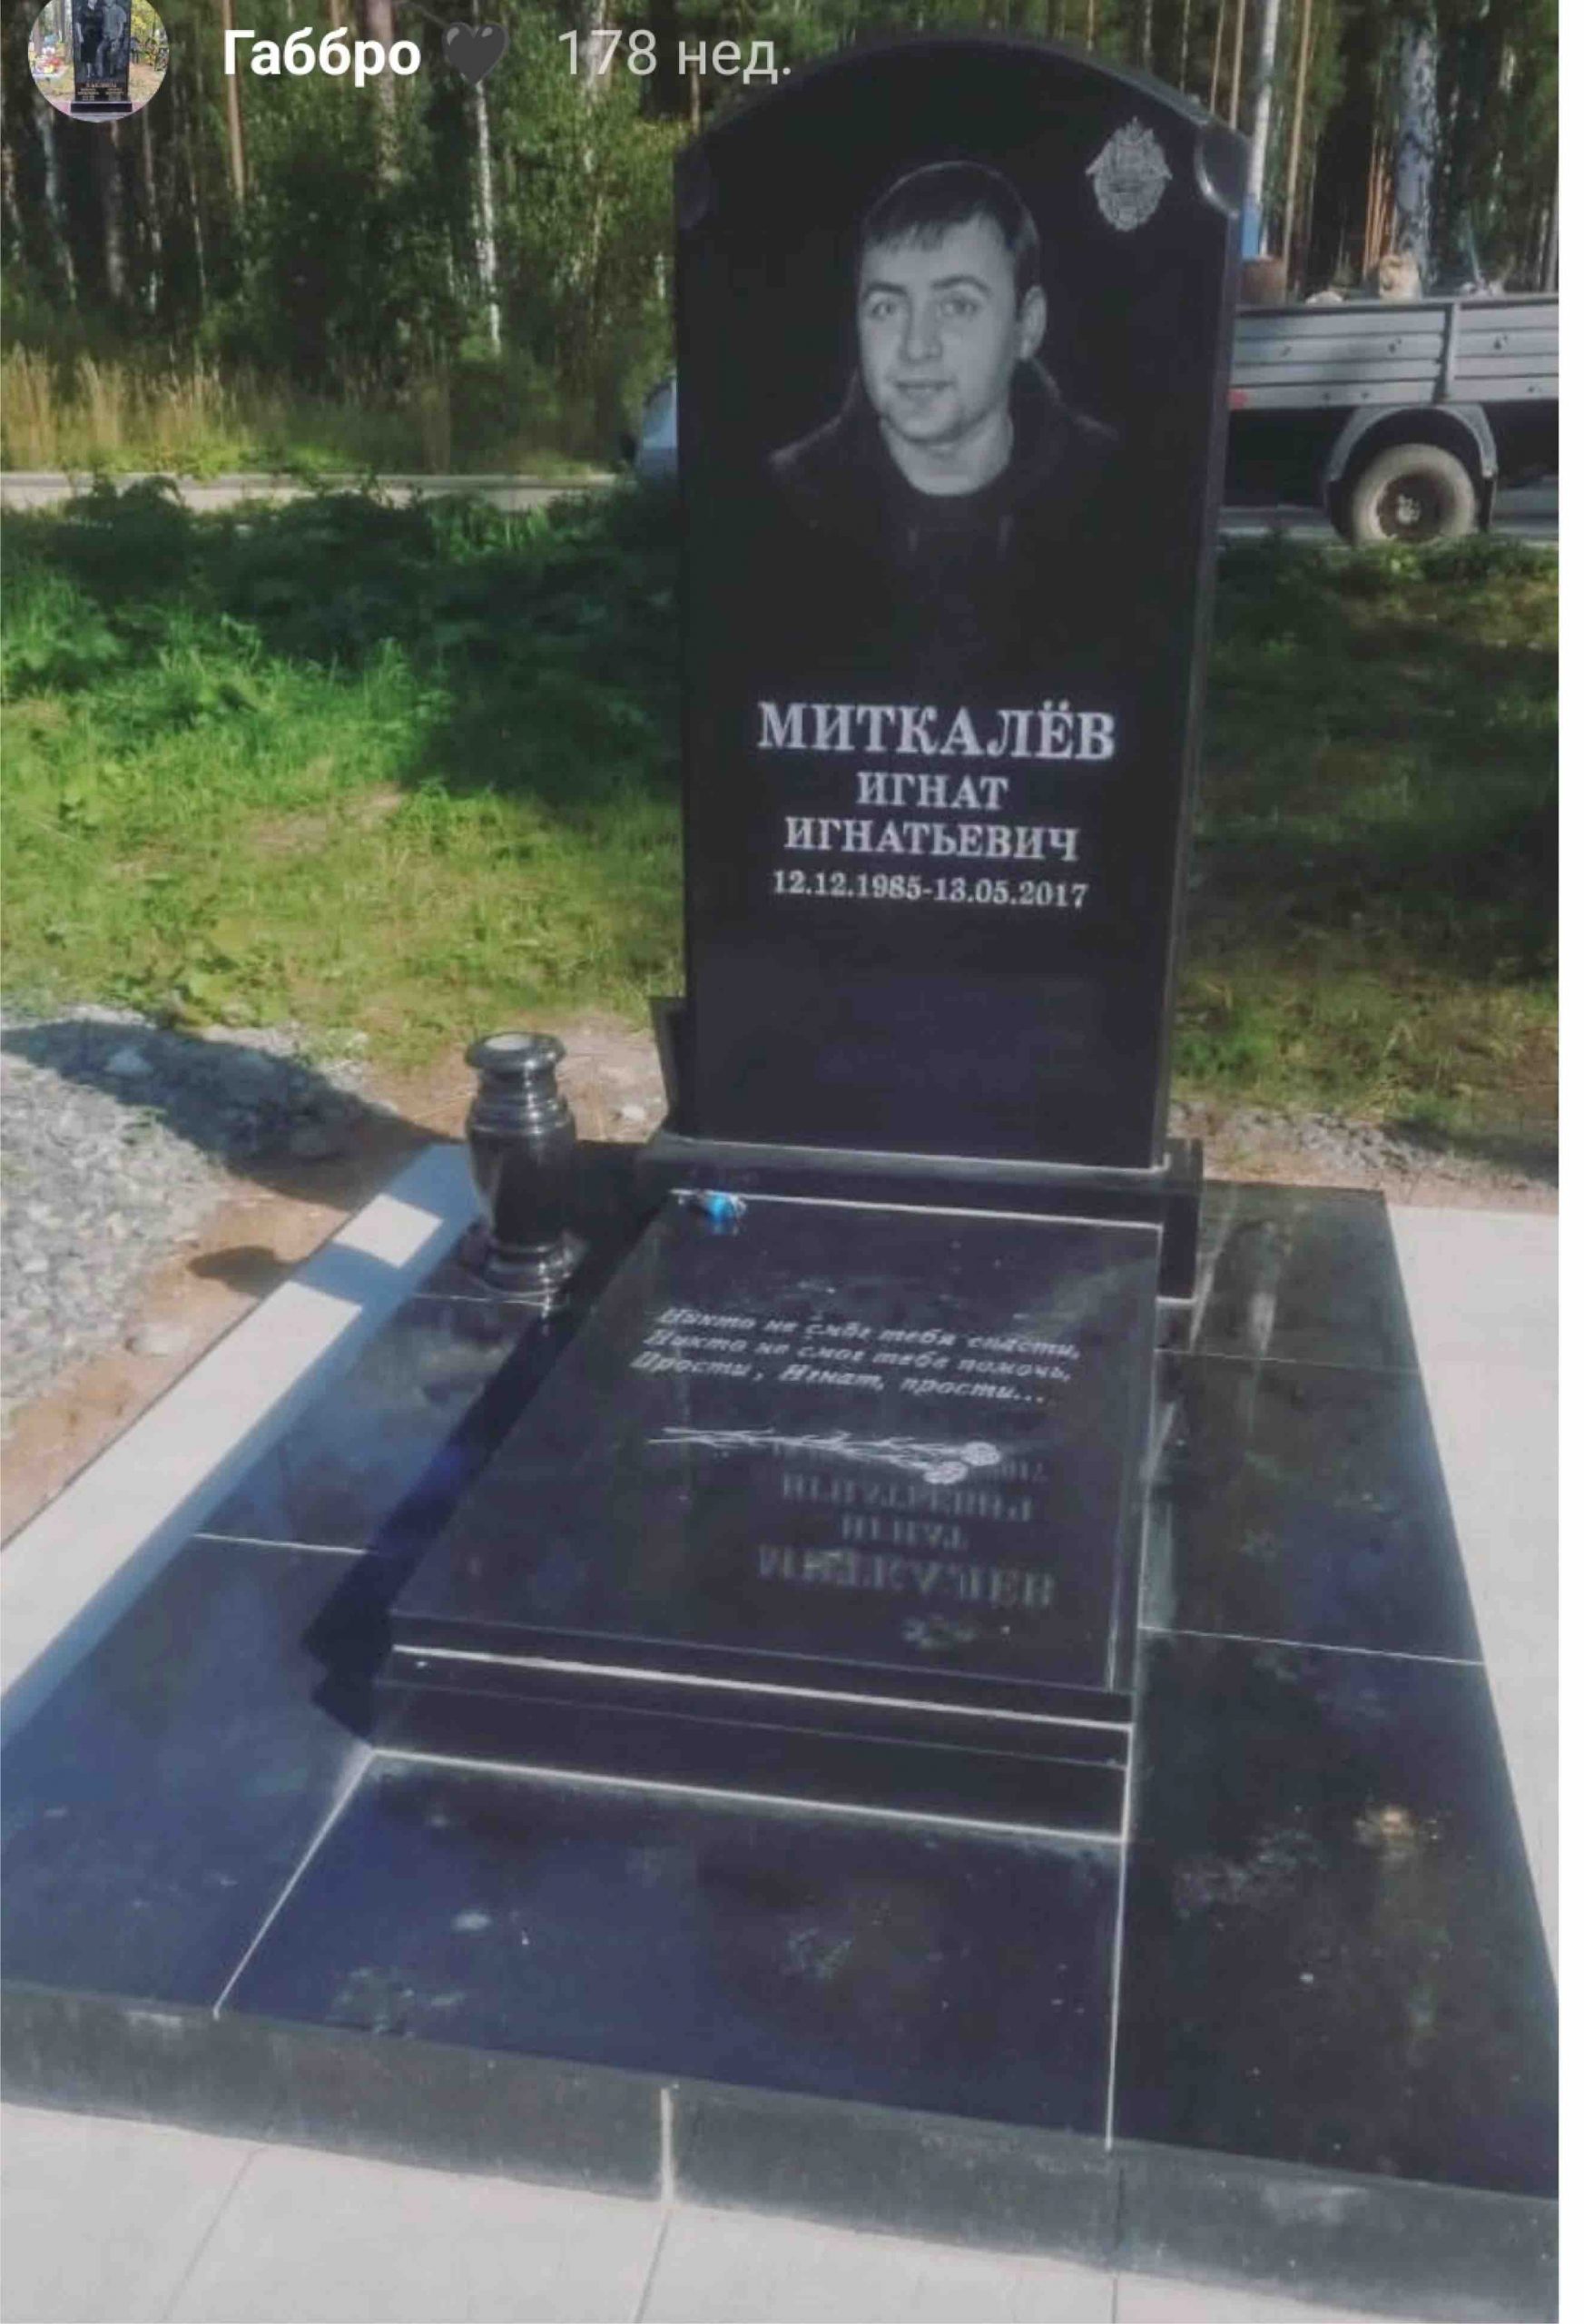 Габбро 🖤 178 нед.
МИТКАЛЁВ
ИГНАТ
ИГНАТЬЕВИЧ
12.12.1985-13.05.2017
Никто не смог тебя спасти,
Никто не смог тебе помочь.
Прости, Игнат, прости...